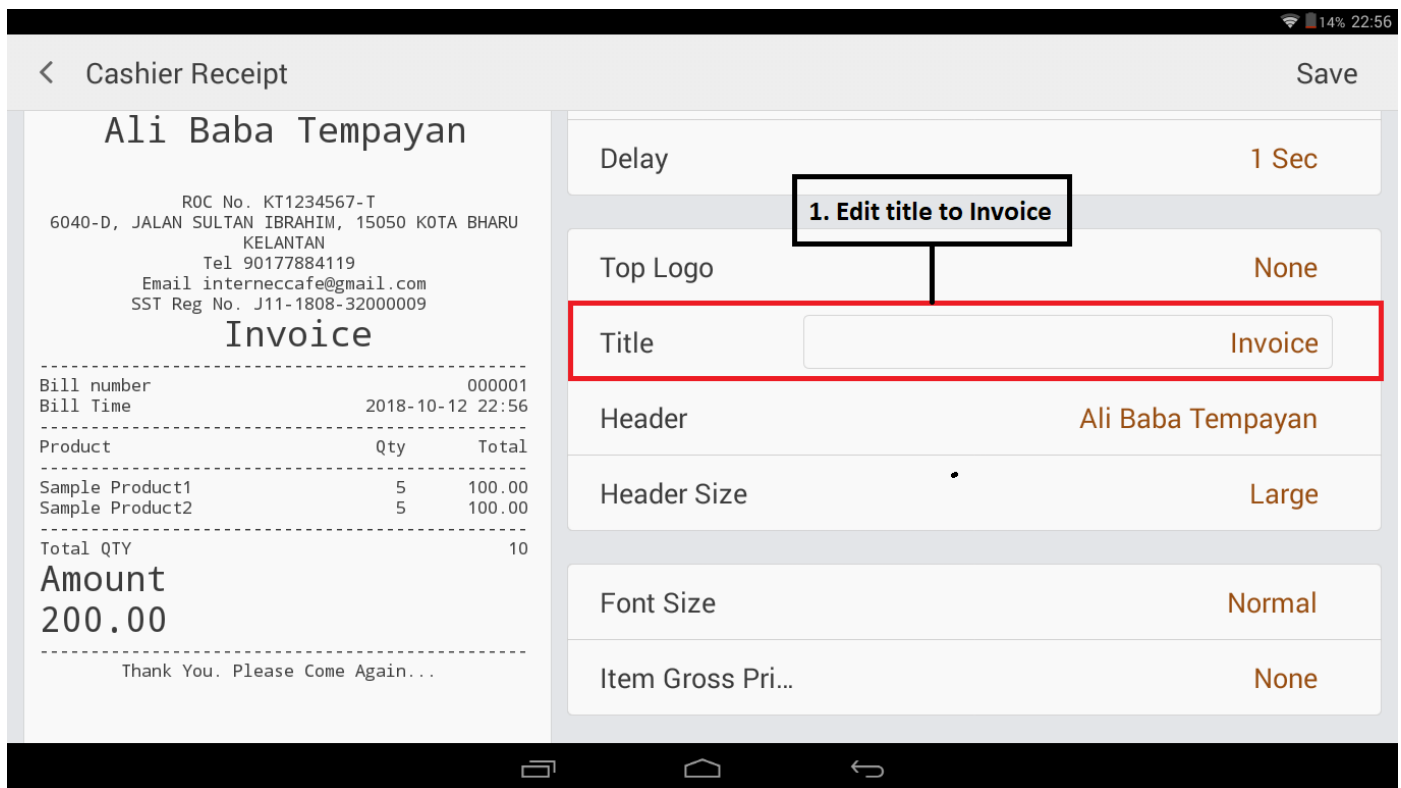 14% 22:56
Cashier Receipt
Save
Ali Baba Tempayan
ROC No. KT1234567-T
6040-D, JALAN SULTAN IBRAHIM, 15050 KOTA BHARU
KELANTAN
Tel 90177884119
Email interneccafe@gmail.com
SST Reg No. J11-1808-32000009
Invoice
------------------------------------------------
Bill number 000001
Bill Time 2018-10-12 22:56
------------------------------------------------
Product Qty Total
------------------------------------------------
Sample Product1 5 100.00
Sample Product2 5 100.00
------------------------------------------------
Total QTY 10
Amount
200.00
------------------------------------------------
Thank You. Please Come Again...
Delay 1 Sec
1. Edit title to Invoice
Top Logo None
Title Invoice
Header Ali Baba Tempayan
Header Size Large
Font Size Normal
Item Gross Pri... None